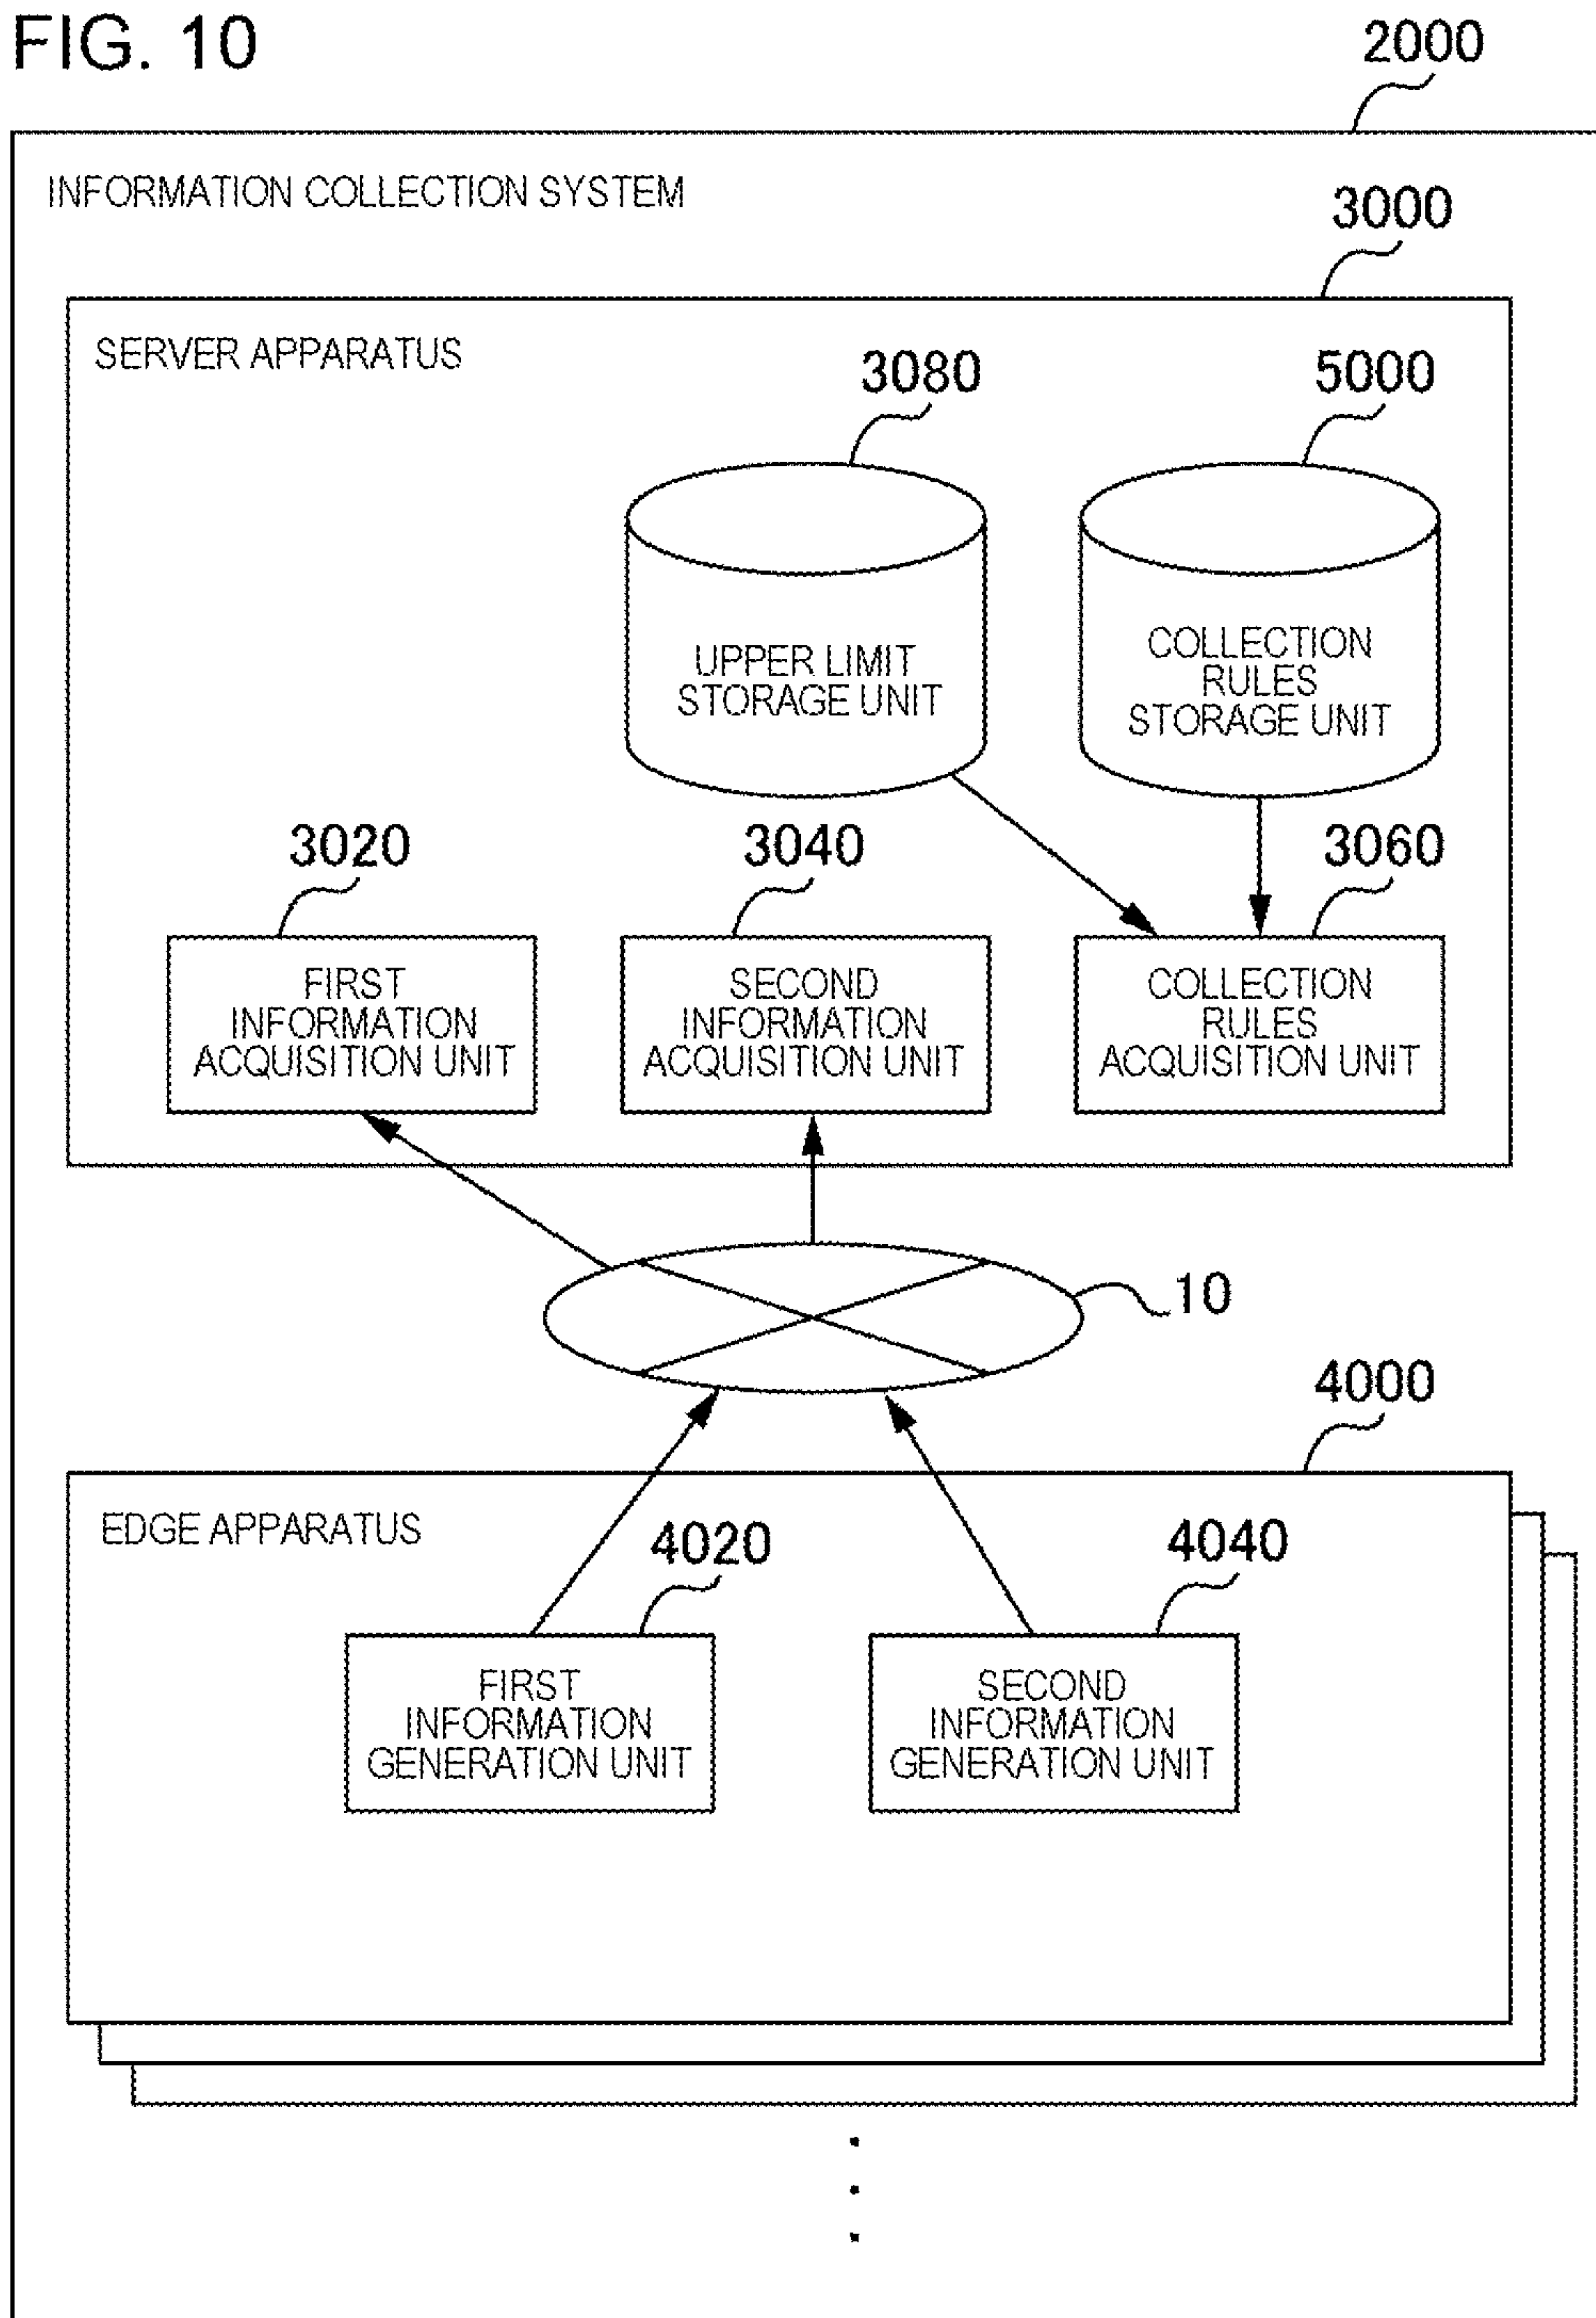 FIG. 10
2000
INFORMATION COLLECTION SYSTEM
3000
SERVER APPARATUS
3080
5000
UPPER LIMIT
STORAGE UNIT
COLLECTION
RULES
STORAGE UNIT
3020
3040
3060
FIRST
INFORMATION
ACQUISITION UNIT
SECOND
INFORMATION
ACQUISITION UNIT
COLLECTION
RULES
ACQUISITION UNIT
10
4000
EDGE APPARATUS
4020
4040
FIRST
INFORMATION
GENERATION UNIT
SECOND
INFORMATION
GENERATION UNIT